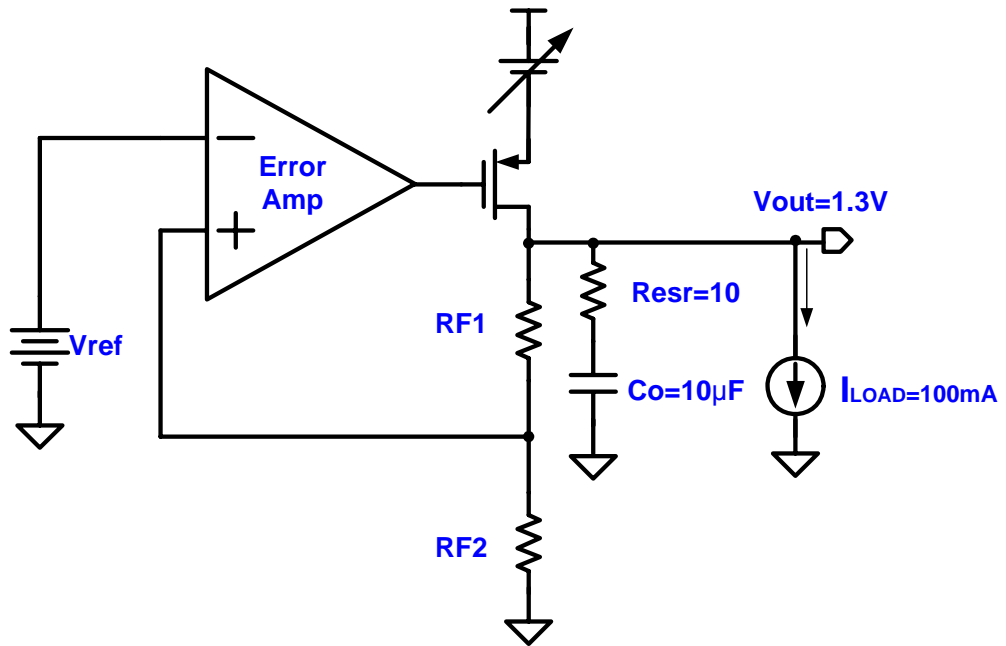 Error
Amp
Vout=1.3V
Resr=10
RF1
Vref
Co=10µF
ILOAD=100mA
RF2